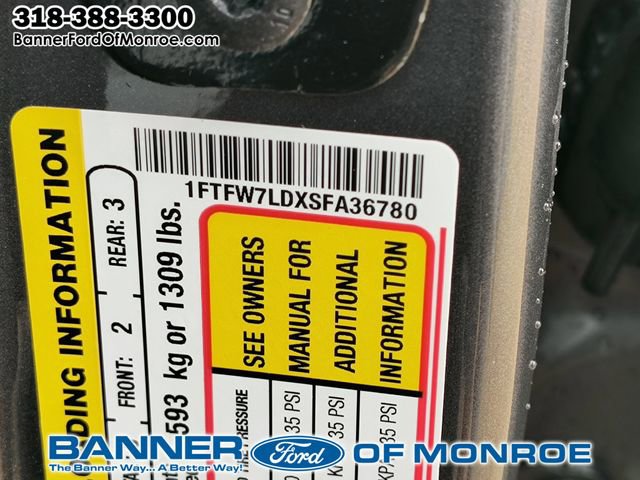 318-388-3300
BannerFordOfMonroe.com
10
1FTFW7LDXSFA36780
DING INFORMATION
FRONT: 2 REAR: 3
593 kg or 1309 lbs.
SEE OWNERS
MANUAL FOR
ADDITIONAL
INFORMATION
PRESSURE
35 PSI
35 PSI
35 PSI
BANNER Ford OF MONROE
The Banner Way... A Better Way!